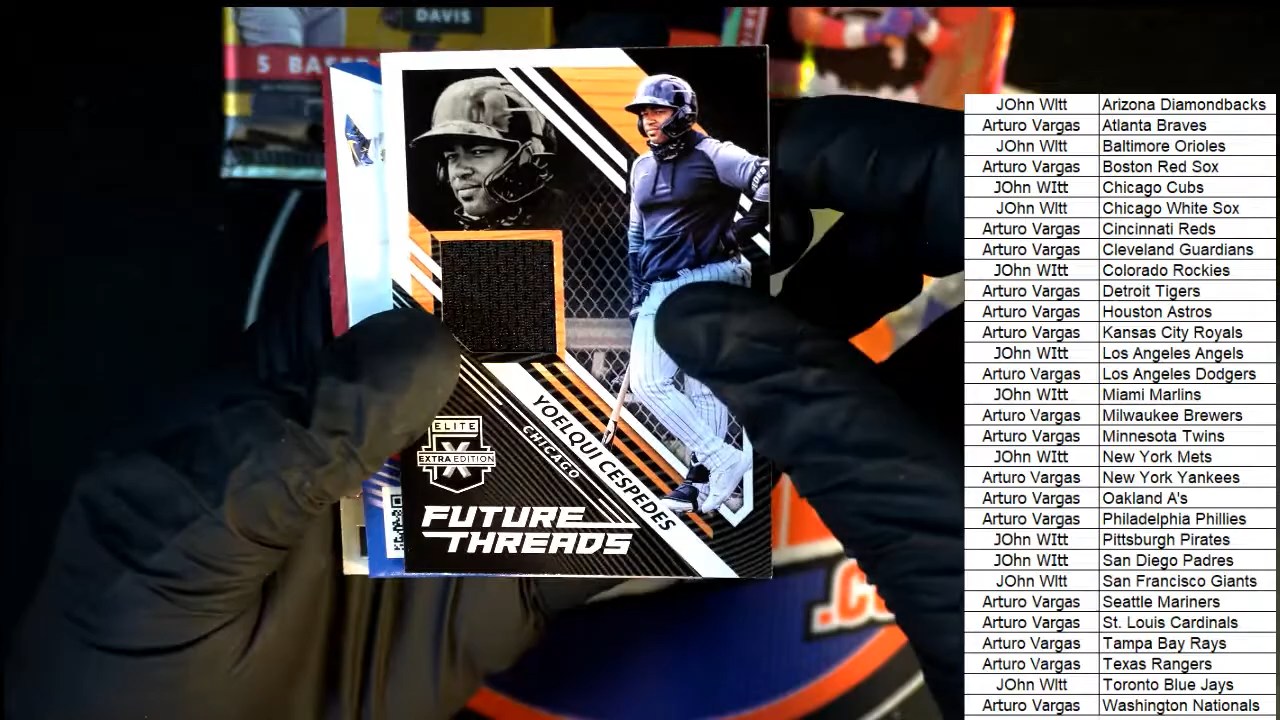 DAVIS
5 BASE
YOELQUI CESPEDES
CHICAGO
ELITE
X
EXTRA EDITION
FUTURE
THREADS
JOhn WItt Arizona Diamondbacks
Arturo Vargas Atlanta Braves
JOhn WItt Baltimore Orioles
Arturo Vargas Boston Red Sox
JOhn WItt Chicago Cubs
JOhn WItt Chicago White Sox
Arturo Vargas Cincinnati Reds
Arturo Vargas Cleveland Guardians
JOhn WItt Colorado Rockies
Arturo Vargas Detroit Tigers
Arturo Vargas Houston Astros
Arturo Vargas Kansas City Royals
JOhn WItt Los Angeles Angels
Arturo Vargas Los Angeles Dodgers
JOhn WItt Miami Marlins
Arturo Vargas Milwaukee Brewers
Arturo Vargas Minnesota Twins
JOhn WItt New York Mets
Arturo Vargas New York Yankees
Arturo Vargas Oakland A's
Arturo Vargas Philadelphia Phillies
JOhn WItt Pittsburgh Pirates
JOhn WItt San Diego Padres
JOhn WItt San Francisco Giants
Arturo Vargas Seattle Mariners
Arturo Vargas St. Louis Cardinals
Arturo Vargas Tampa Bay Rays
Arturo Vargas Texas Rangers
JOhn WItt Toronto Blue Jays
Arturo Vargas Washington Nationals